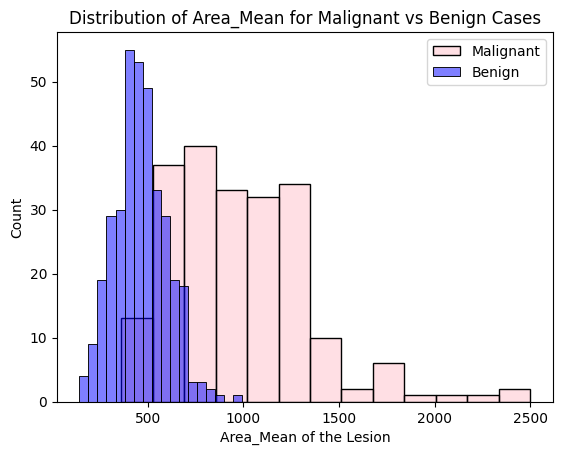 Distribution of Area_Mean for Malignant vs Benign Cases
Malignant
Benign
50
40
30
20
10
0
Count
500
1000
1500
2000
2500
Area_Mean of the Lesion